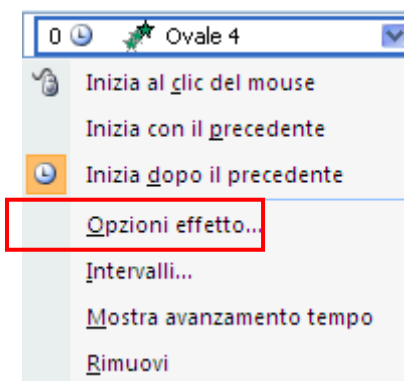 0 Ovale 4
Inizia al clic del mouse
Inizia con il precedente
Inizia dopo il precedente
Opzioni effetto...
Intervalli...
Mostra avanzamento tempo
Rimuovi